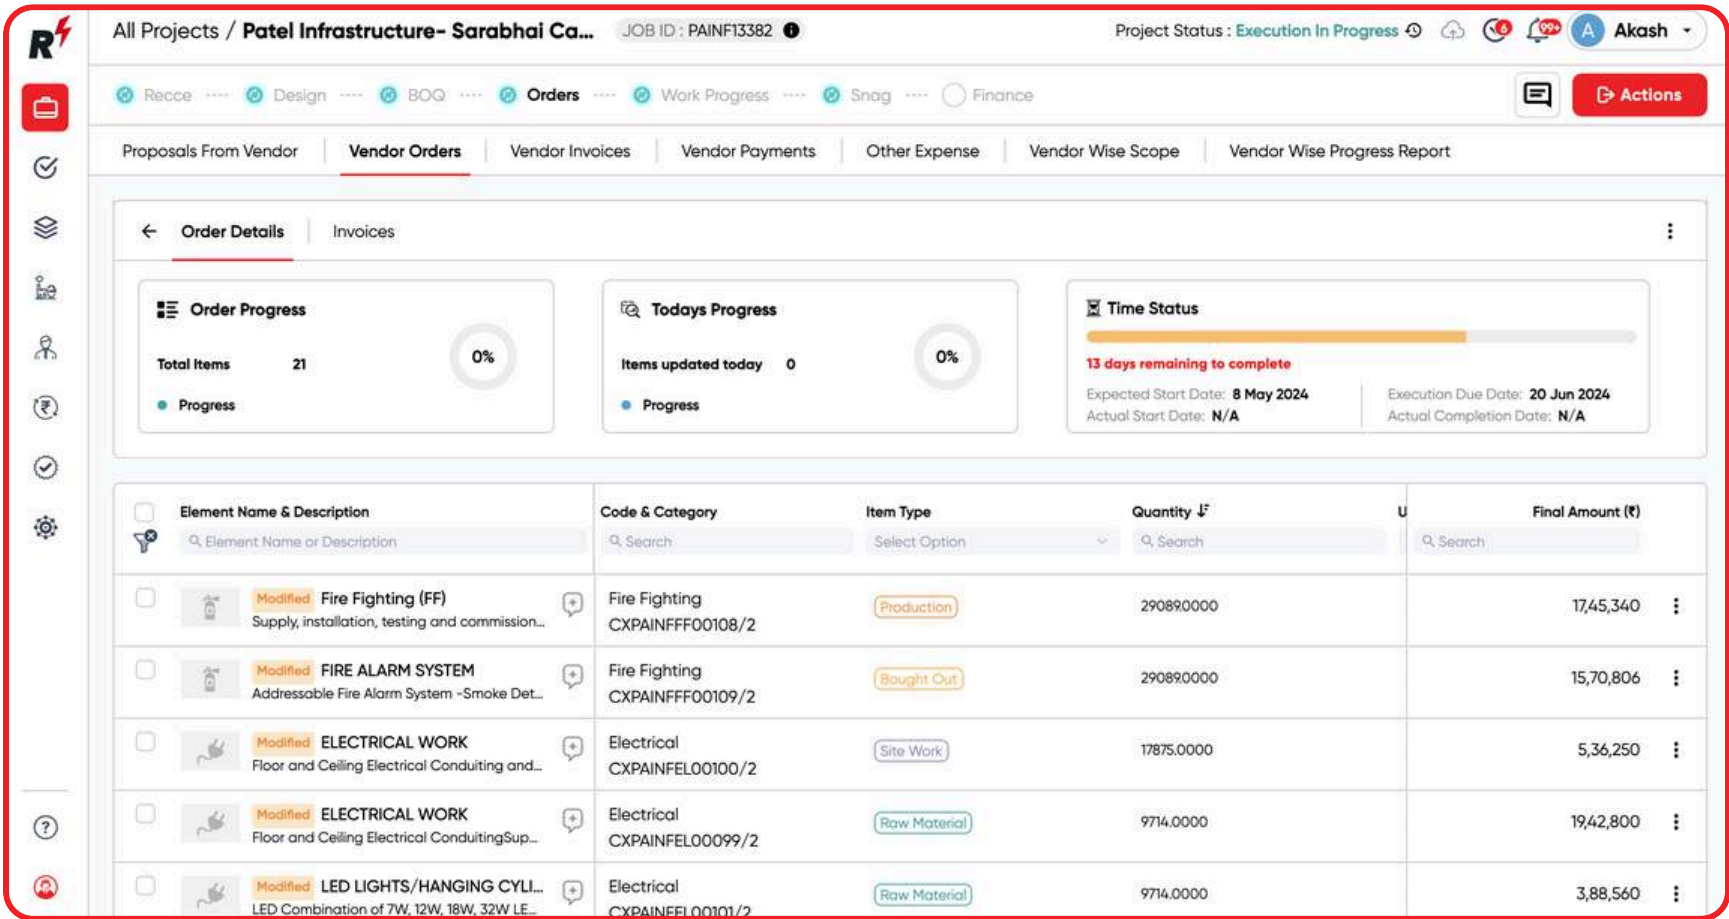 R
All Projects / Patel Infrastructure- Sarabhai Ca...
JOB ID : PAINF13382
Project Status : Execution In Progress
6
99+
A
Akash
Recce
Design
BOQ
Orders
Work Progress
Snag
Finance
Actions
Proposals From Vendor
Vendor Orders
Vendor Invoices
Vendor Payments
Other Expense
Vendor Wise Scope
Vendor Wise Progress Report
Order Details
Invoices
Order Progress
Total Items 21
Progress
0%
Todays Progress
Items updated today 0
Progress
0%
Time Status
13 days remaining to complete
Expected Start Date: 8 May 2024
Actual Start Date: N/A
Execution Due Date: 20 Jun 2024
Actual Completion Date: N/A
Element Name & Description
Code & Category
Item Type
Quantity
U
Final Amount (₹)
Element Name or Description
Search
Select Option
Search
Search
Modified Fire Fighting (FF)
Supply, installation, testing and commission...
Fire Fighting
CXPAINFFF00108/2
Production
29089.0000
17,45,340
Modified FIRE ALARM SYSTEM
Addressable Fire Alarm System -Smoke Det...
Fire Fighting
CXPAINFFF00109/2
Bought Out
29089.0000
15,70,806
Modified ELECTRICAL WORK
Floor and Ceiling Electrical Conduiting and...
Electrical
CXPAINFEL00100/2
Site Work
17875.0000
5,36,250
Modified ELECTRICAL WORK
Floor and Ceiling Electrical ConduitingSup...
Electrical
CXPAINFEL00099/2
Raw Material
9714.0000
19,42,800
Modified LED LIGHTS/HANGING CYLI...
LED Combination of 7W, 12W, 18W, 32W LE...
Electrical
CXPAINFEL00101/2
Raw Material
9714.0000
3,88,560